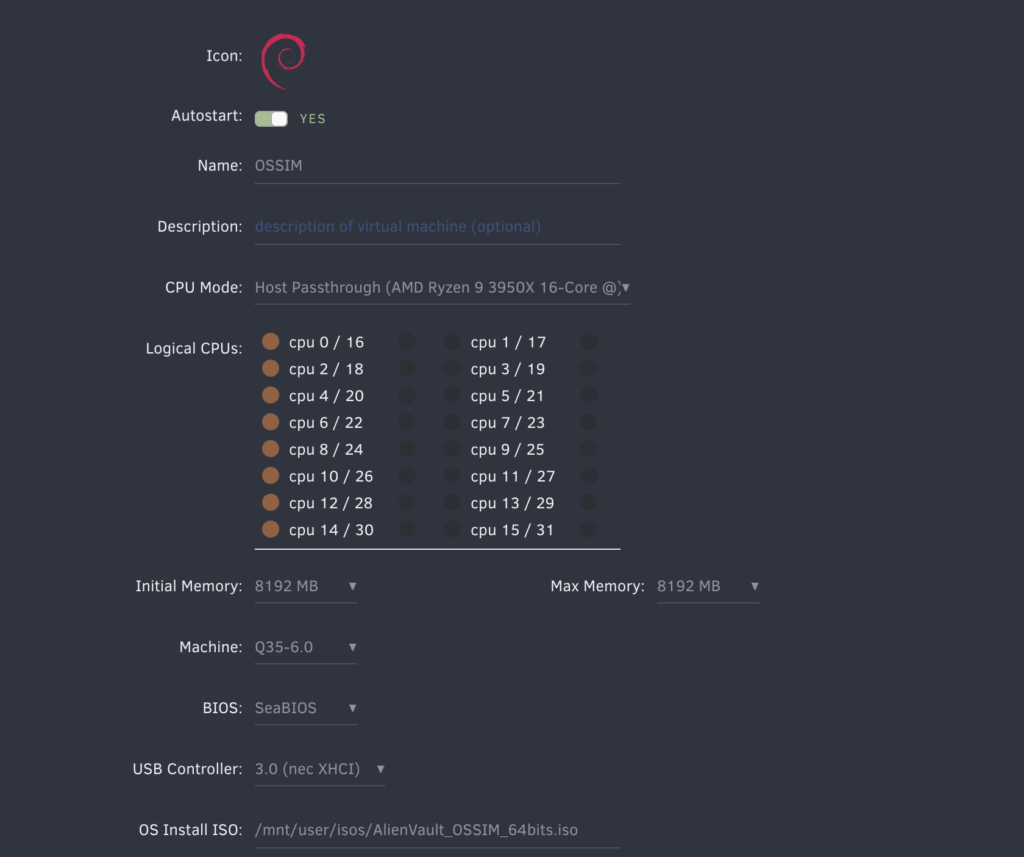 Icon:
Autostart: YES
Name: OSSIM
Description: description of virtual machine (optional)
CPU Mode: Host Passthrough (AMD Ryzen 9 3950X 16-Core @)
Logical CPUs: cpu 0 / 16 cpu 1 / 17
cpu 2 / 18 cpu 3 / 19
cpu 4 / 20 cpu 5 / 21
cpu 6 / 22 cpu 7 / 23
cpu 8 / 24 cpu 9 / 25
cpu 10 / 26 cpu 11 / 27
cpu 12 / 28 cpu 13 / 29
cpu 14 / 30 cpu 15 / 31
Initial Memory: 8192 MB Max Memory: 8192 MB
Machine: Q35-6.0
BIOS: SeaBIOS
USB Controller: 3.0 (nec XHCI)
OS Install ISO: /mnt/user/isos/AlienVault_OSSIM_64bits.iso